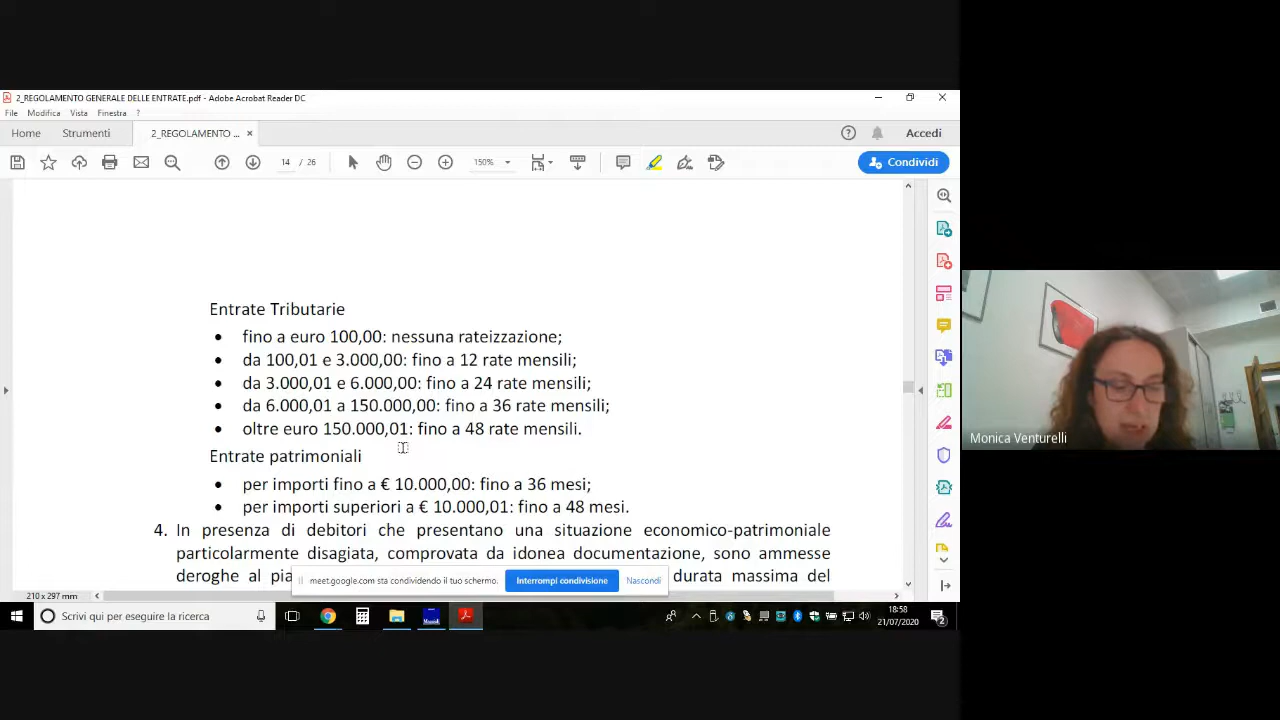 2_REGOLAMENTO GENERALE DELLE ENTRATE.pdf - Adobe Acrobat Reader DC
File Modifica Vista Finestra ?
Home Strumenti 2_REGOLAMENTO ... × Accedi
14 / 26 150% Condividi
Entrate Tributarie
• fino a euro 100,00: nessuna rateizzazione;
• da 100,01 e 3.000,00: fino a 12 rate mensili;
• da 3.000,01 e 6.000,00: fino a 24 rate mensili;
• da 6.000,01 a 150.000,00: fino a 36 rate mensili;
• oltre euro 150.000,01: fino a 48 rate mensili.
Entrate patrimoniali
• per importi fino a € 10.000,00: fino a 36 mesi;
• per importi superiori a € 10.000,01: fino a 48 mesi.
4. In presenza di debitori che presentano una situazione economico-patrimoniale
particolarmente disagiata, comprovata da idonea documentazione, sono ammesse
deroghe al pia durata massima del
meet.google.com sta condividendo il tuo schermo. Interrompi condivisione Nascondi
210 x 297 mm
Scrivi qui per eseguire la ricerca
18:58
21/07/2020
2
Monica Venturelli